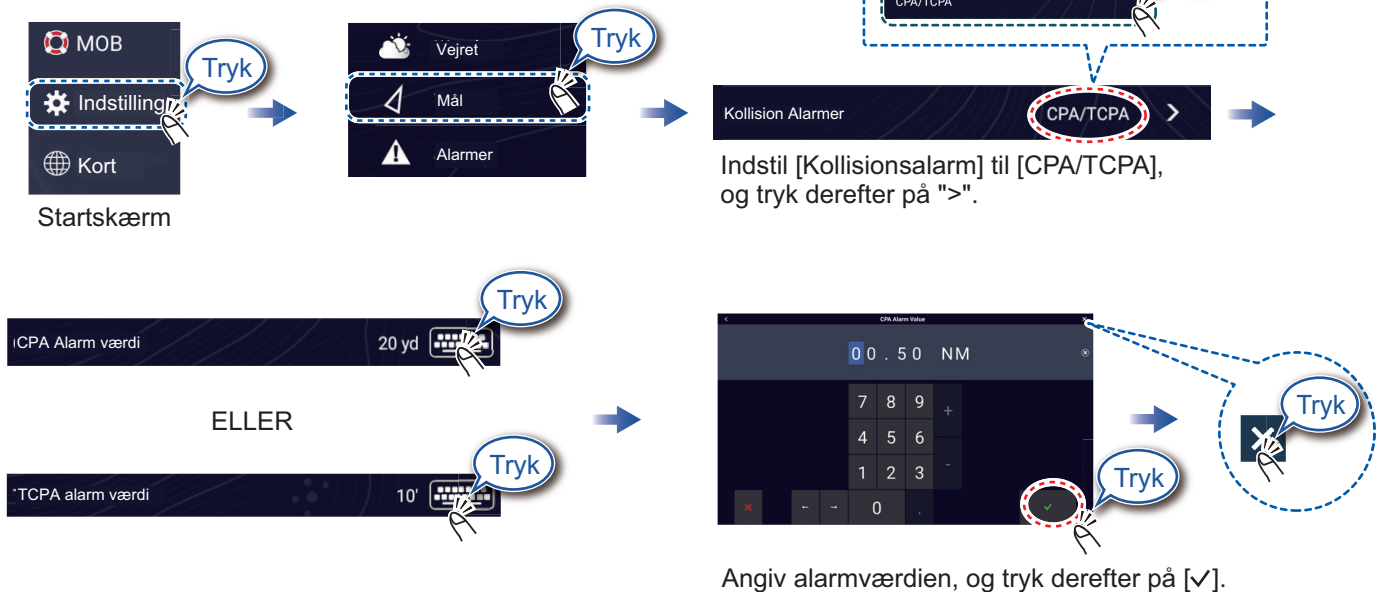 CPA/TCPA
MOB
Tryk
Indstilling
Kort
Startskærm
Vejret
Tryk
Mål
Alarmer
Kollision Alarmer CPA/TCPA >
Indstil [Kollisionsalarm] til [CPA/TCPA],
og tryk derefter på ">".
Tryk
CPA Alarm værdi 20 yd
ELLER
Tryk
TCPA alarm værdi 10'
CPA Alarm Value
00.50 NM
7 8 9 +
4 5 6
1 2 3 -
0 .
Tryk
Tryk
Angiv alarmværdien, og tryk derefter på [✓].